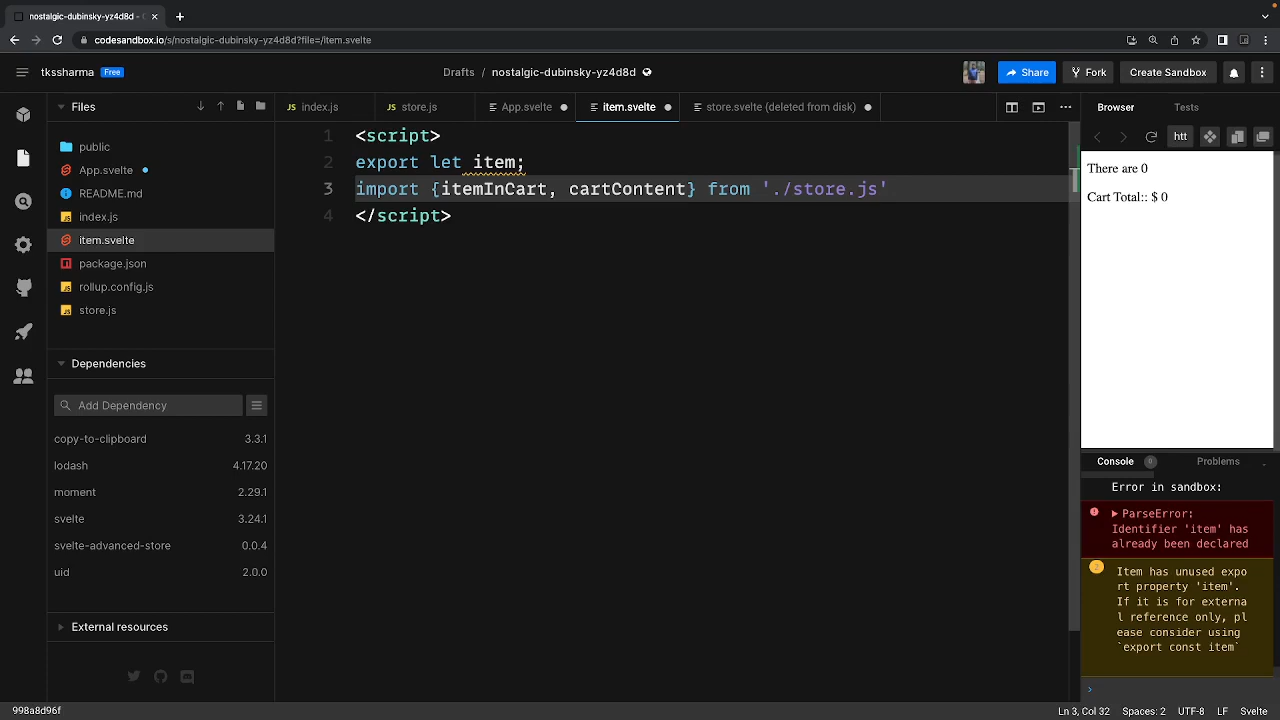 nostalgic-dubinsky-yz4d8d - 
codesandbox.io/s/nostalgic-dubinsky-yz4d8d?file=/item.svelte
tkssharma Free
Drafts / nostalgic-dubinsky-yz4d8d
Share
Fork
Create Sandbox
Files
index.js
store.js
App.svelte
item.svelte
store.svelte (deleted from disk)
Browser
Tests
public
App.svelte
README.md
index.js
item.svelte
package.json
rollup.config.js
store.js
Dependencies
Add Dependency
copy-to-clipboard 3.3.1
lodash 4.17.20
moment 2.29.1
svelte 3.24.1
svelte-advanced-store 0.0.4
uid 2.0.0
External resources
998a8d96f
1 <script>
2 export let item;
3 import {itemInCart, cartContent} from './store.js'
4 </script>
htt
There are 0
Cart Total:: $ 0
Console 0
Problems
Error in sandbox:
ParseError:
Identifier 'item' has
already been declared
2
Item has unused expo
rt property 'item'.
If it is for externa
l reference only, pl
ease consider using
`export const item`
Ln 3, Col 32 Spaces: 2 UTF-8 LF Svelte